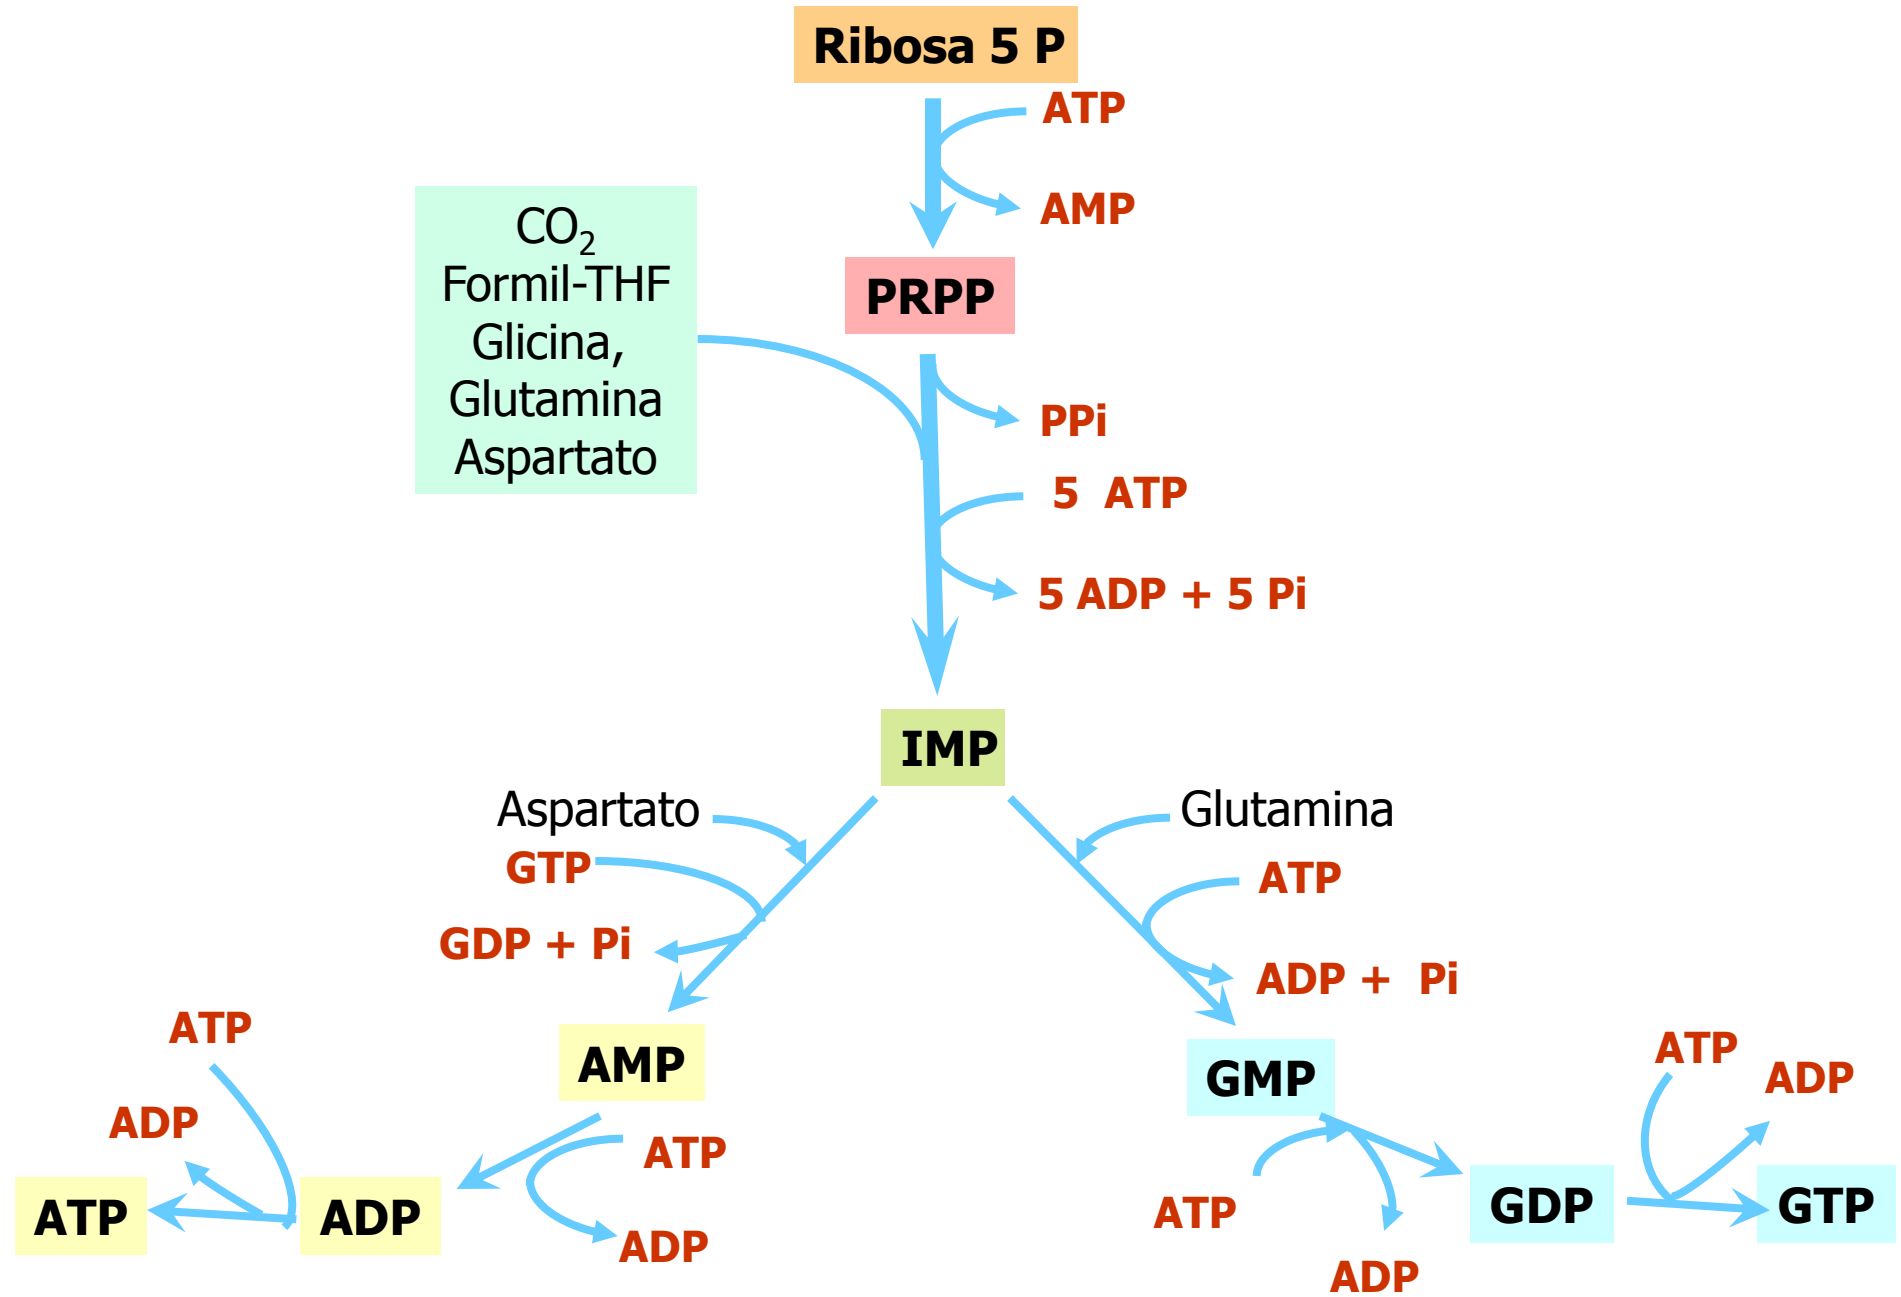 Ribosa 5 P
ATP
AMP
CO2
Formil-THF
Glicina,
Glutamina
Aspartato
PRPP
PPi
5 ATP
5 ADP + 5 Pi
IMP
Aspartato
GTP
GDP + Pi
Glutamina
ATP
ADP + Pi
AMP
GMP
ATP
ADP
ATP
ADP
ATP
ADP
ATP
ADP
ATP
ADP
GDP
GTP